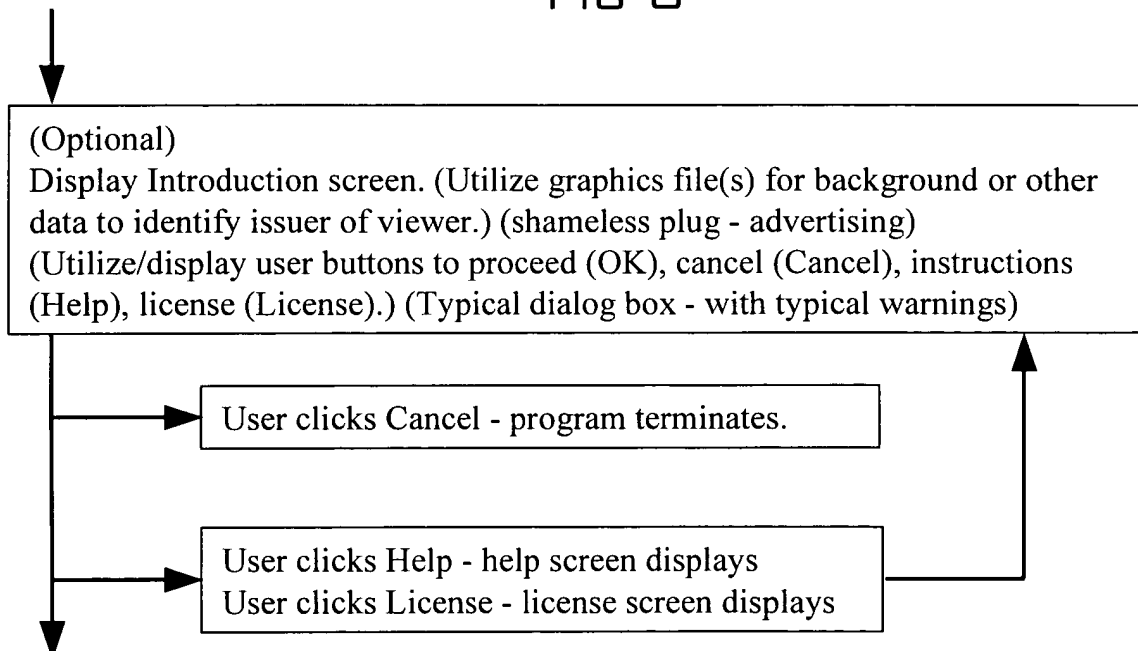 (Optional)
Display Introduction screen. (Utilize graphics file(s) for background or other
data to identify issuer of viewer.) (shameless plug - advertising)
(Utilize/display user buttons to proceed (OK), cancel (Cancel), instructions
(Help), license (License).) (Typical dialog box - with typical warnings)
User clicks Cancel - program terminates.
User clicks Help - help screen displays
User clicks License - license screen displays